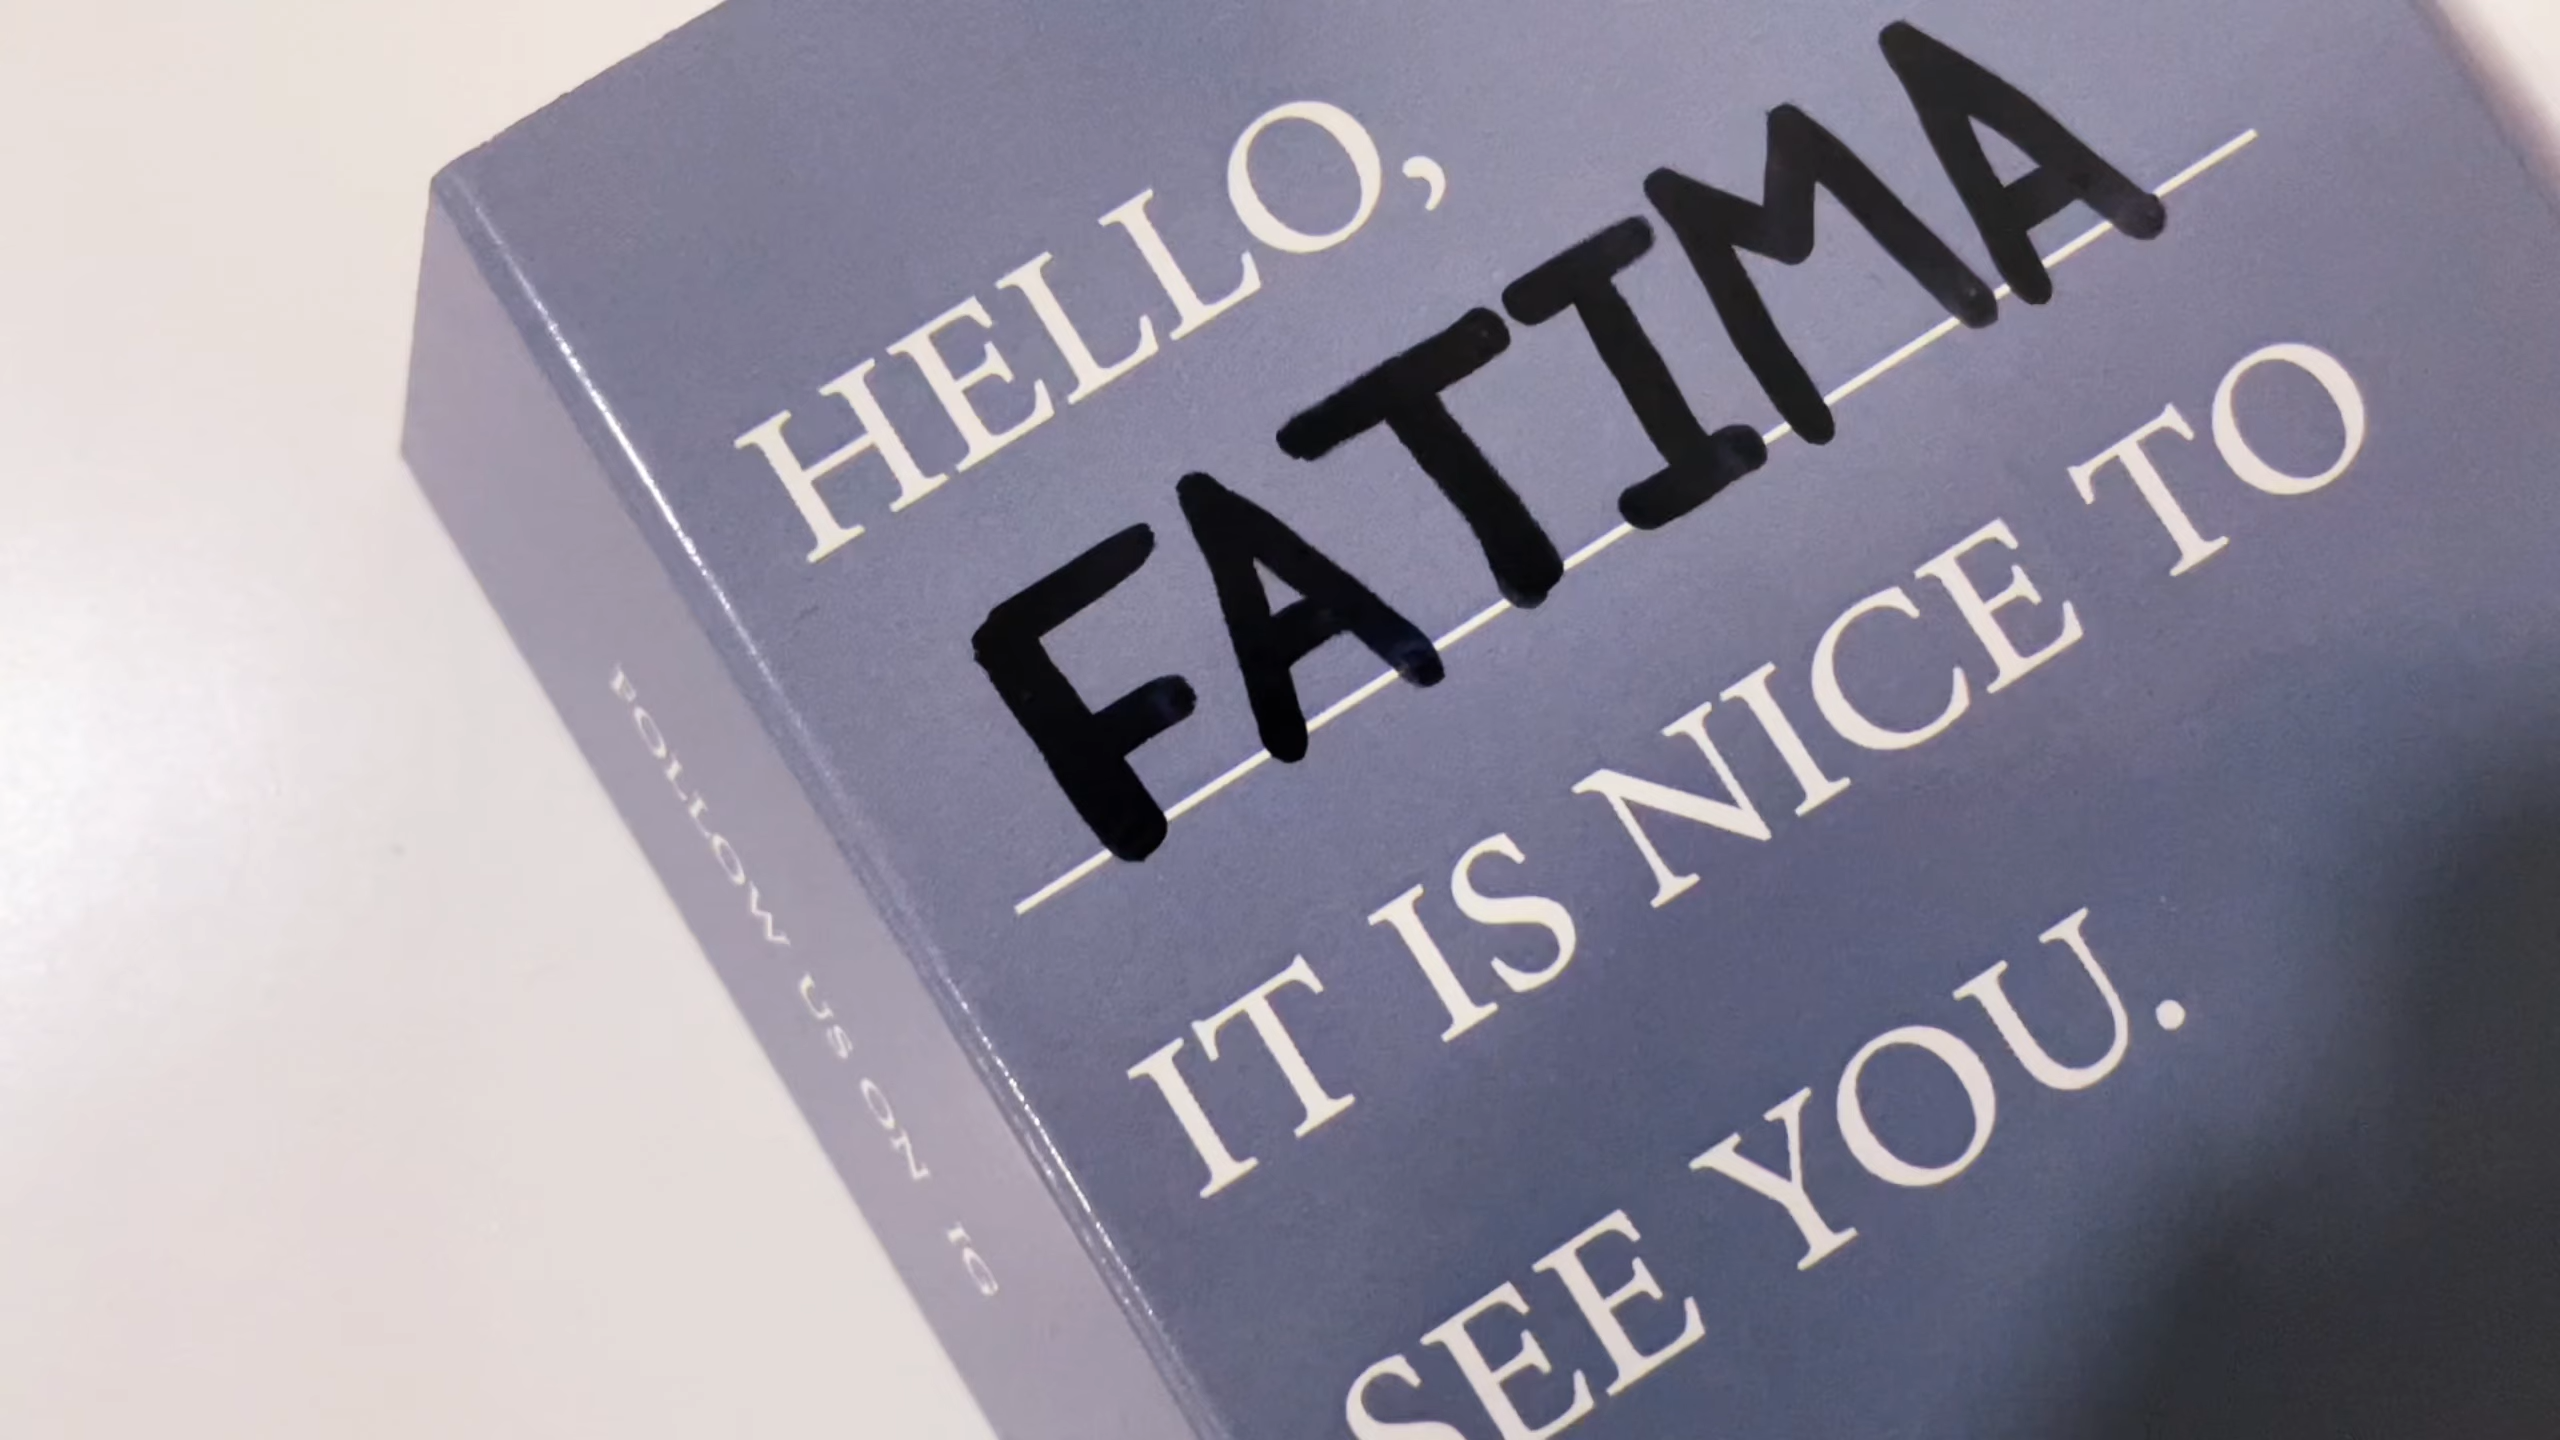 HELLO,
FATIMA
IT IS NICE TO
SEE YOU.
FOLLOW US ON IG